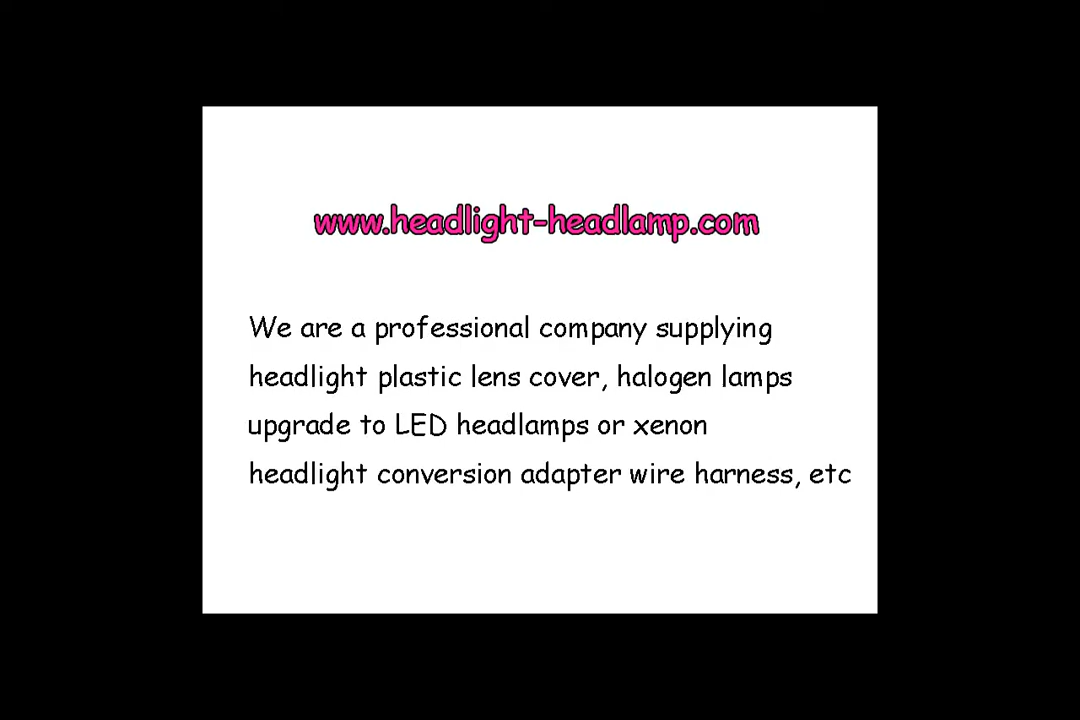 www.headlight-headlamp.com
We are a professional company supplying
headlight plastic lens cover, halogen lamps
upgrade to LED headlamps or xenon
headlight conversion adapter wire harness, etc